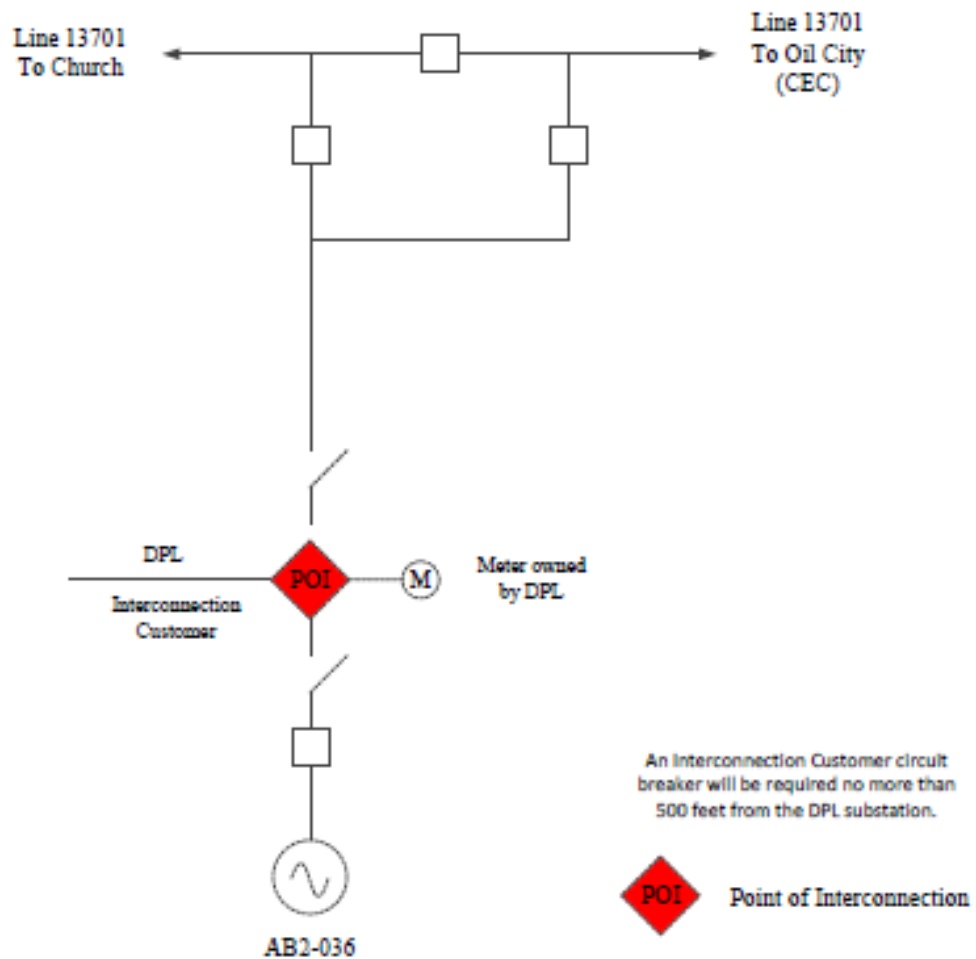 Line 13701
To Church
Line 13701
To Oil City
(CEC)
DPL
POI
M
Meter owned
by DPL
Interconnection
Customer
An Interconnection Customer circuit
breaker will be required no more than
500 feet from the DPL substation.
POI
Point of Interconnection
AB2-036